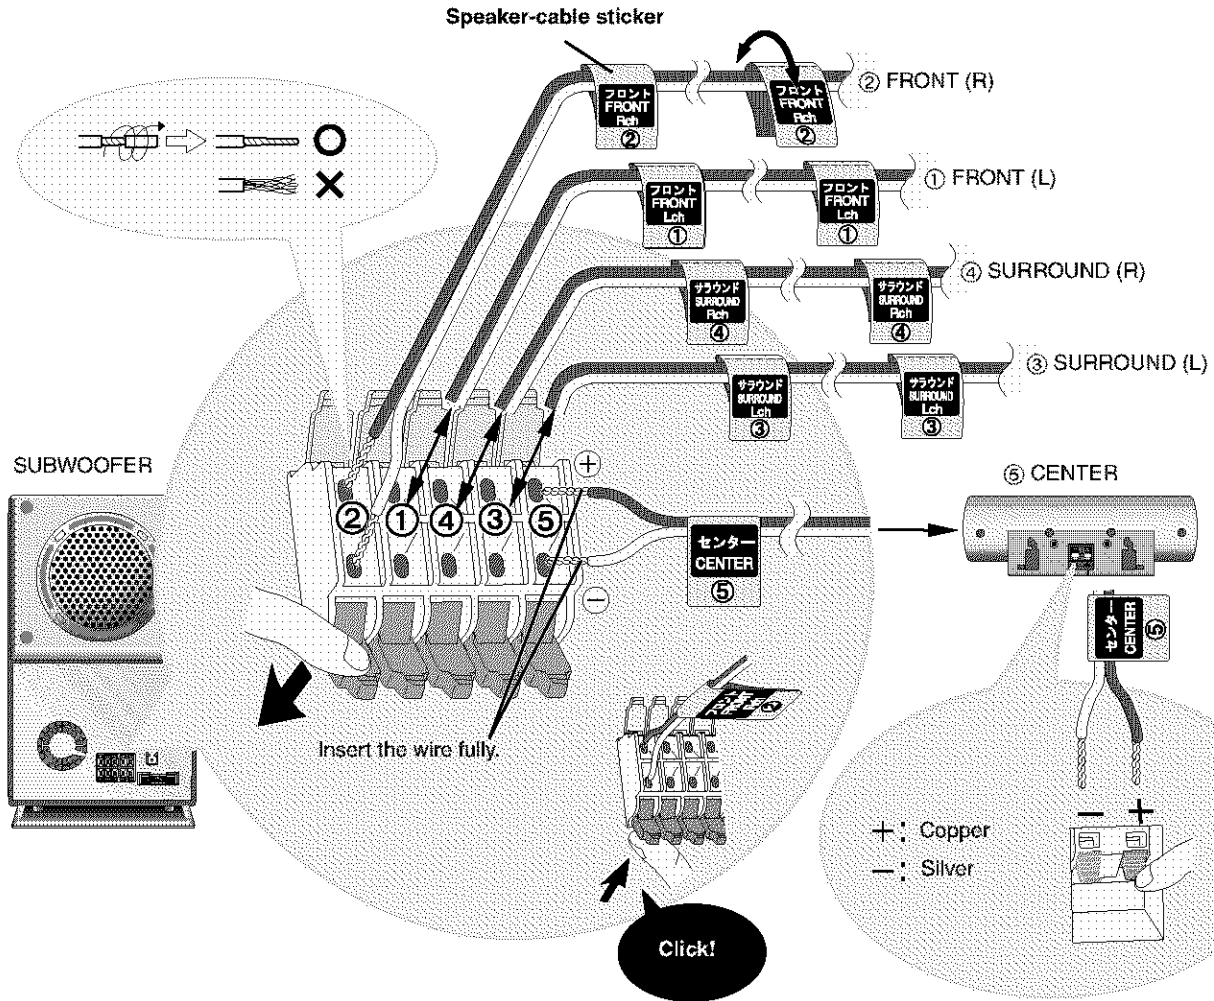 Speaker-cable sticker
フロント
FRONT
Rch
②
フロント
FRONT
Rch
②
② FRONT (R)
フロント
FRONT
Lch
①
フロント
FRONT
Lch
①
① FRONT (L)
サラウンド
SURROUND
Rch
④
サラウンド
SURROUND
Rch
④
④ SURROUND (R)
サラウンド
SURROUND
Lch
③
サラウンド
SURROUND
Lch
③
③ SURROUND (L)
SUBWOOFER
+
② ① ④ ③ ⑤
−
センター
CENTER
⑤
⑤ CENTER
センター
CENTER
⑤
Insert the wire fully.
②
− +
+ : Copper
− : Silver
Click!